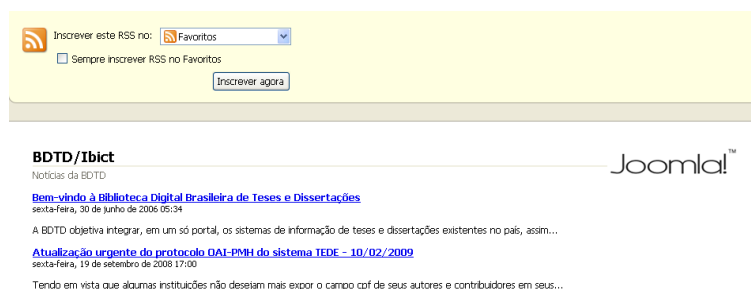 Inscrever este RSS no: Favoritos
Sempre inscrever RSS no Favoritos
Inscrever agora
BDTD/Ibict
Joomla!™
Notícias da BDTD
Bem-vindo à Biblioteca Digital Brasileira de Teses e Dissertações
sexta-feira, 30 de junho de 2006 05:34
A BDTD objetiva integrar, em um só portal, os sistemas de informação de teses e dissertações existentes no país, assim...
Atualização urgente do protocolo OAI-PMH do sistema TEDE - 10/02/2009
sexta-feira, 19 de setembro de 2008 17:00
Tendo em vista que algumas instituições não desejam mais expor o campo cpf de seus autores e contribuidores em seus...